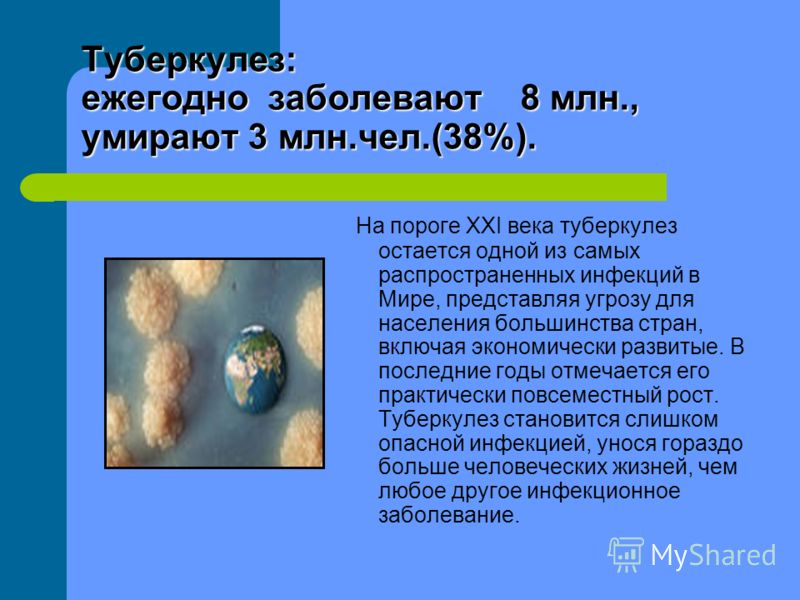 Туберкулез:
ежегодно заболевают 8 млн.,
умирают 3 млн.чел.(38%).
На пороге XXI века туберкулез
остается одной из самых
распространенных инфекций в
Мире, представляя угрозу для
населения большинства стран,
включая экономически развитые. В
последние годы отмечается его
практически повсеместный рост.
Туберкулез становится слишком
опасной инфекцией, унося гораздо
больше человеческих жизней, чем
любое другое инфекционное
заболевание.
MyShared